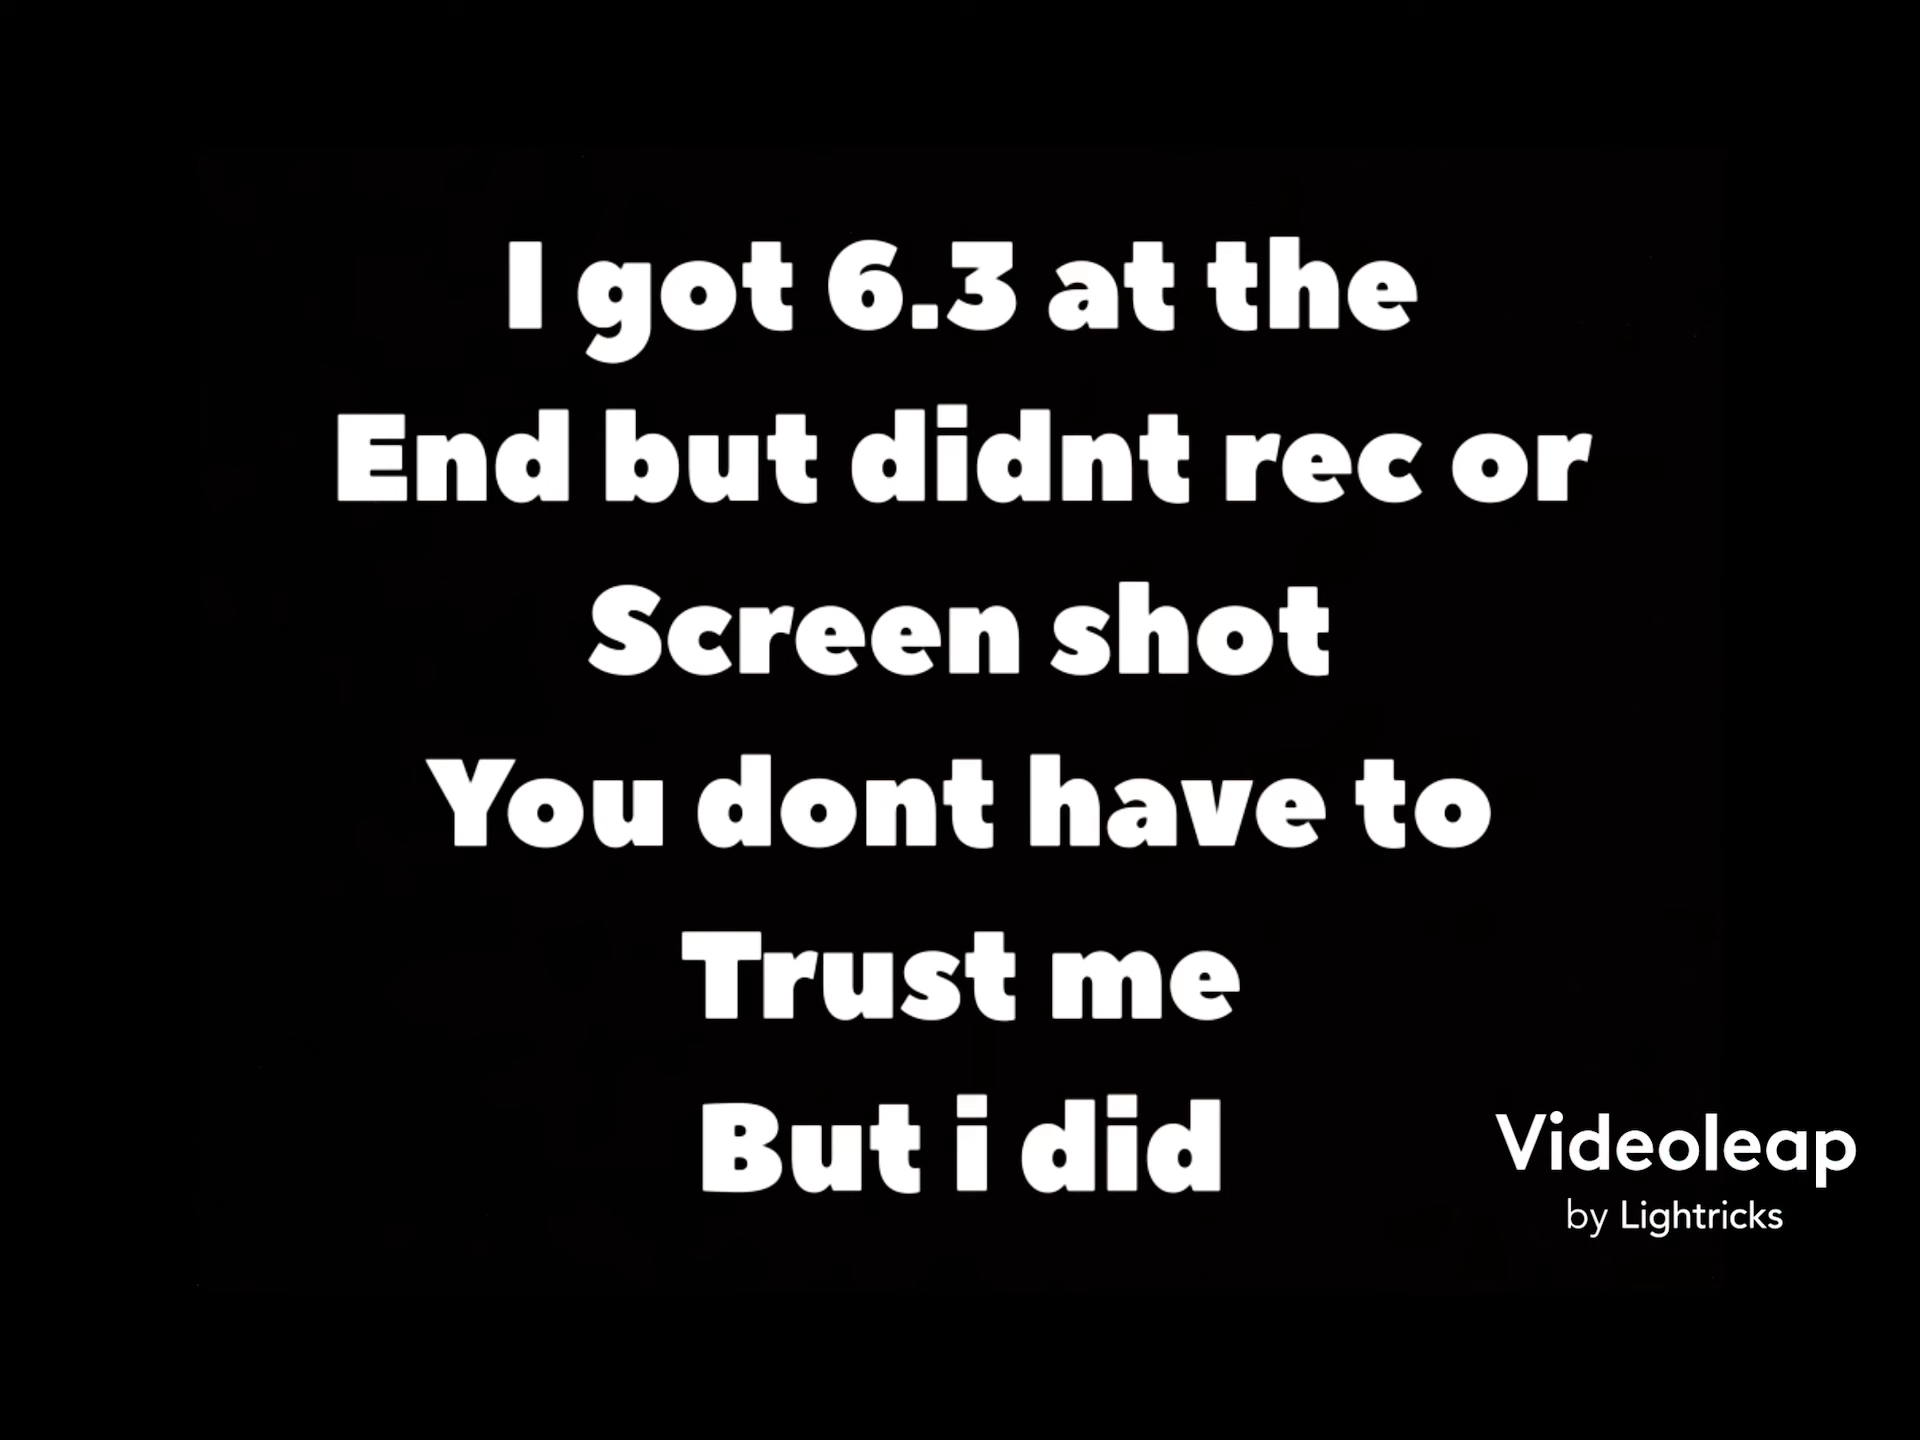 I got 6.3 at the
End but didnt rec or
Screen shot
You dont have to
Trust me
But i did
Videoleap
by Lightricks